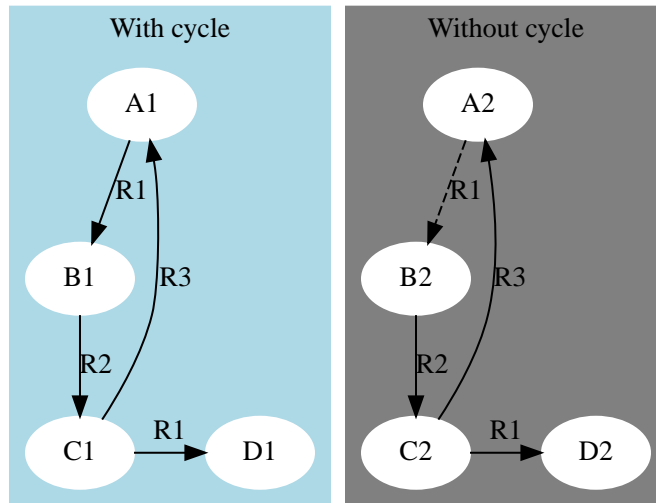 With cycle
A1
R1
B1
R3
R2
C1
R1
D1
Without cycle
A2
R1
B2
R3
R2
C2
R1
D2